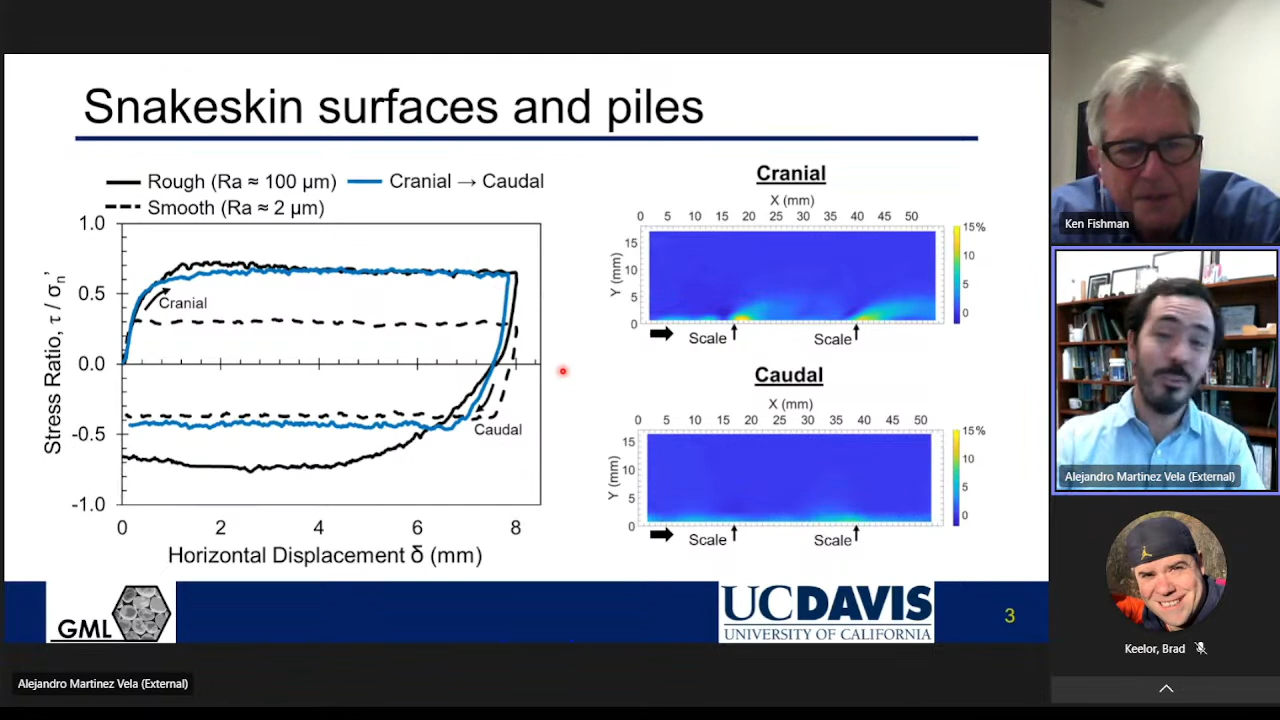 Snakeskin surfaces and piles
Rough (Ra ≈ 100 μm)
Cranial → Caudal
Smooth (Ra ≈ 2 μm)
1.0
0.5
0.0
-0.5
-1.0
Stress Ratio, τ / σn'
Cranial
Caudal
0 2 4 6 8
Horizontal Displacement δ (mm)
Cranial
X (mm)
0 5 10 15 20 25 30 35 40 45 50
15
10
5
0
Y (mm)
15%
10
5
0
Scale
Scale
Caudal
X (mm)
0 5 10 15 20 25 30 35 40 45 50
15
10
5
0
Y (mm)
15%
10
5
0
Scale
Scale
GML
UCDAVIS
UNIVERSITY OF CALIFORNIA
3
Alejandro Martinez Vela (External)
Ken Fishman
Alejandro Martinez Vela (External)
Keelor, Brad